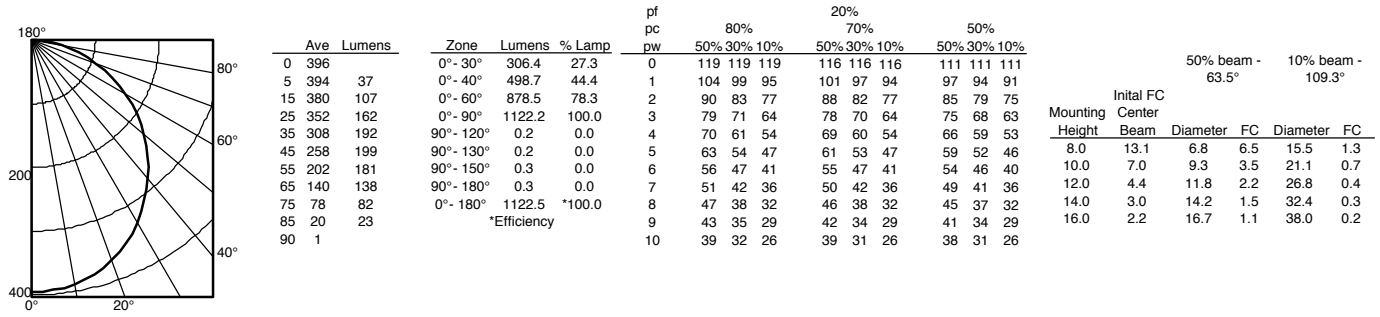 180°
80°
60°
200
40°
400
0° 20°
Ave Lumens
0 396
5 394 37
15 380 107
25 352 162
35 308 192
45 258 199
55 202 181
65 140 138
75 78 82
85 20 23
90 1
Zone Lumens % Lamp
0°- 30° 306.4 27.3
0°- 40° 498.7 44.4
0°- 60° 878.5 78.3
0°- 90° 1122.2 100.0
90°- 120° 0.2 0.0
90°- 130° 0.2 0.0
90°- 150° 0.3 0.0
90°- 180° 0.3 0.0
0°- 180° 1122.5 *100.0
*Efficiency
pf 20%
pc 80% 70% 50%
pw 50% 30% 10% 50% 30% 10% 50% 30% 10%
0 119 119 119 116 116 116 111 111 111
1 104 99 95 101 97 94 97 94 91
2 90 83 77 88 82 77 85 79 75
3 79 71 64 78 70 64 75 68 63
4 70 61 54 69 60 54 66 59 53
5 63 54 47 61 53 47 59 52 46
6 56 47 41 55 47 41 54 46 40
7 51 42 36 50 42 36 49 41 36
8 47 38 32 46 38 32 45 37 32
9 43 35 29 42 34 29 41 34 29
10 39 32 26 39 31 26 38 31 26
50% beam - 10% beam -
63.5° 109.3°
Inital FC
Mounting Center
Height Beam Diameter FC Diameter FC
8.0 13.1 6.8 6.5 15.5 1.3
10.0 7.0 9.3 3.5 21.1 0.7
12.0 4.4 11.8 2.2 26.8 0.4
14.0 3.0 14.2 1.5 32.4 0.3
16.0 2.2 16.7 1.1 38.0 0.2